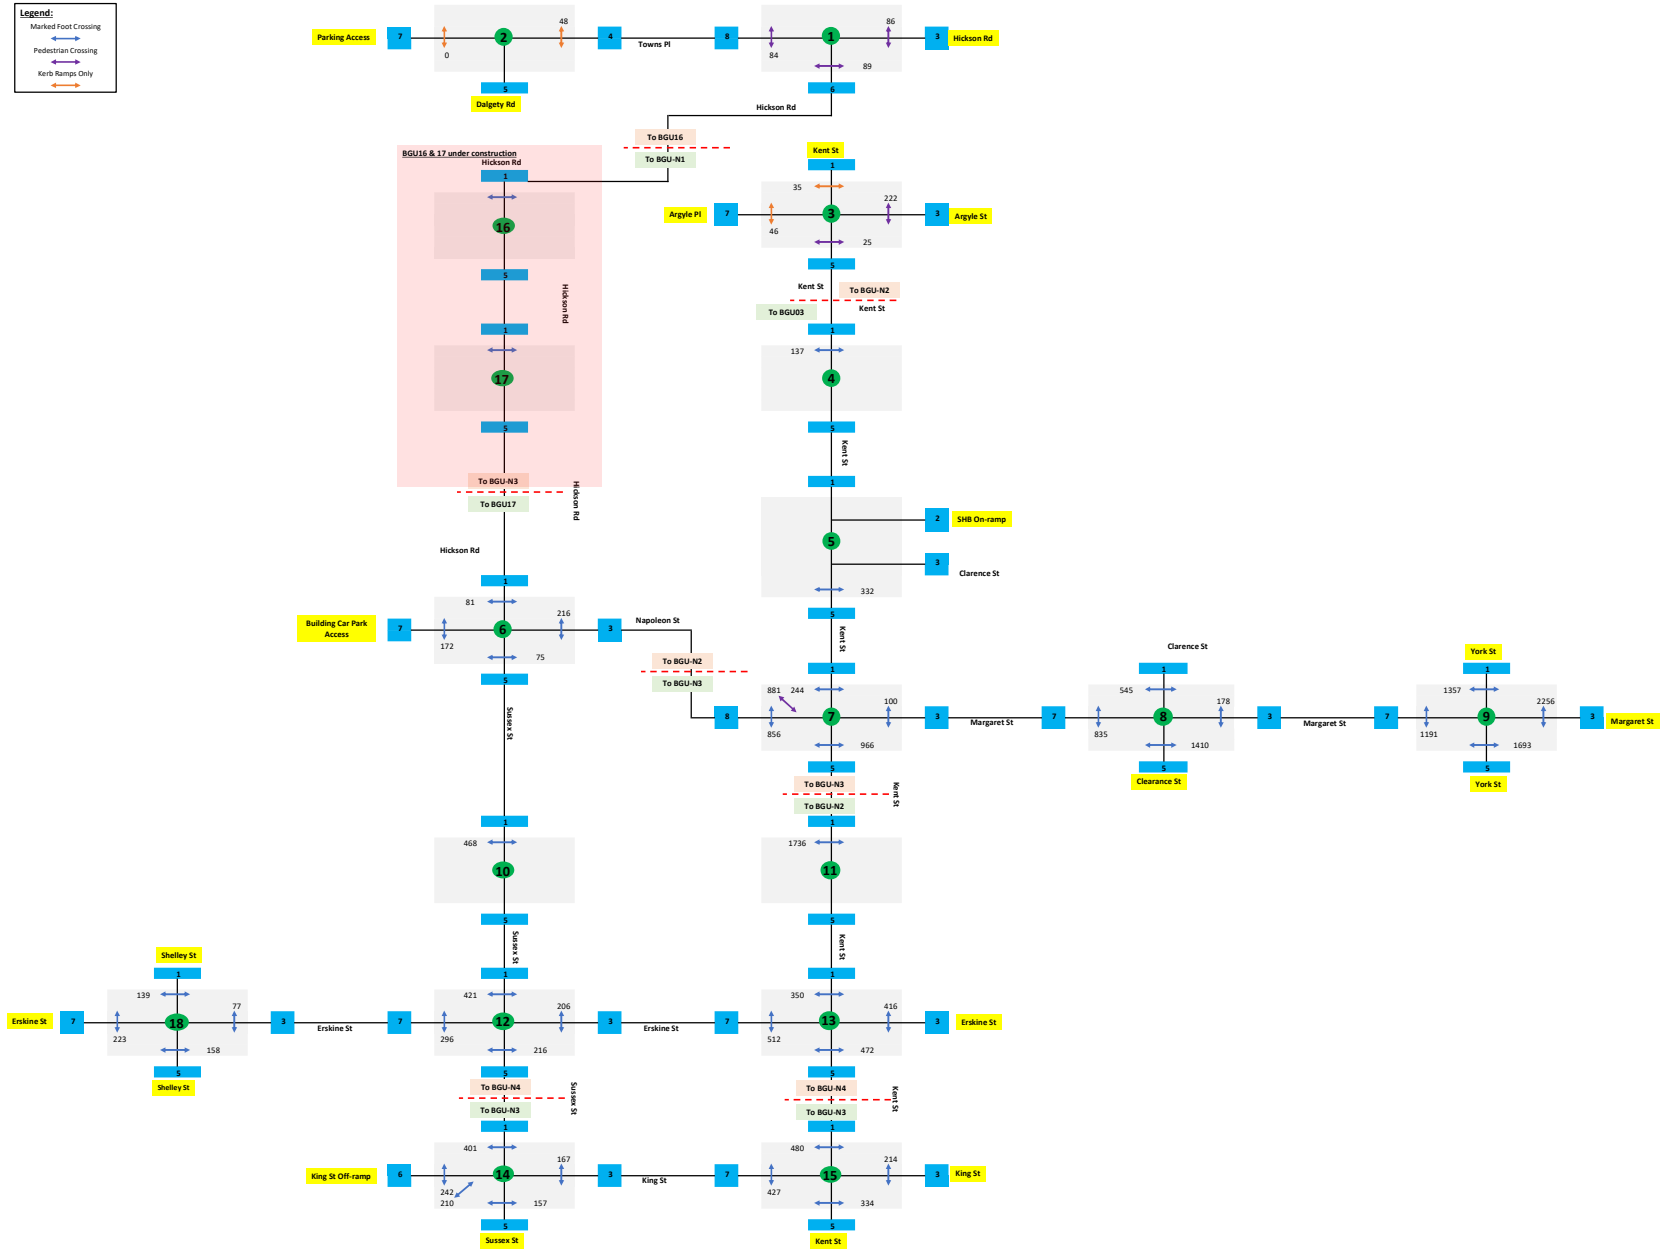 Legend:
Marked Foot Crossing
Pedestrian Crossing
Kerb Ramps Only
Parking Access
7
0
2
48
4
Towns Pl
8
84
1
86
89
3
Hickson Rd
5
Dalgety Rd
6
Hickson Rd
To BGU16
To BGU-N1
BGU16 & 17 under construction
Hickson Rd
1
16
5
Hickson Rd
1
17
5
To BGU-N3
To BGU17
Hickson Rd
Hickson Rd
Kent St
1
35
222
Argyle Pl
7
46
3
25
3
Argyle St
5
Kent St
To BGU-N2
To BGU03
Kent St
1
137
4
5
Kent St
1
2
SHB On-ramp
5
3
Clarence St
332
5
Kent St
1
81
216
Building Car Park
Access
7
172
6
75
3
Napoleon St
5
To BGU-N2
To BGU-N3
Sussex St
1
881
244
100
8
856
7
966
3
Margaret St
5
Clarence St
1
545
178
7
835
8
1410
3
Margaret St
5
Clearance St
York St
1
1357
2256
7
1191
9
1693
3
Margaret St
5
York St
To BGU-N3
To BGU-N2
Kent St
1
468
10
5
Sussex St
1
1736
11
5
Kent St
Shelley St
1
139
77
Erskine St
7
223
18
158
3
Erskine St
5
Shelley St
1
421
206
7
296
12
216
3
Erskine St
5
1
350
416
7
512
13
472
3
Erskine St
5
To BGU-N4
To BGU-N3
Sussex St
To BGU-N4
To BGU-N3
Kent St
1
401
167
King St Off-ramp
6
242
210
14
157
3
King St
5
Sussex St
1
480
214
7
427
15
334
3
King St
5
Kent St